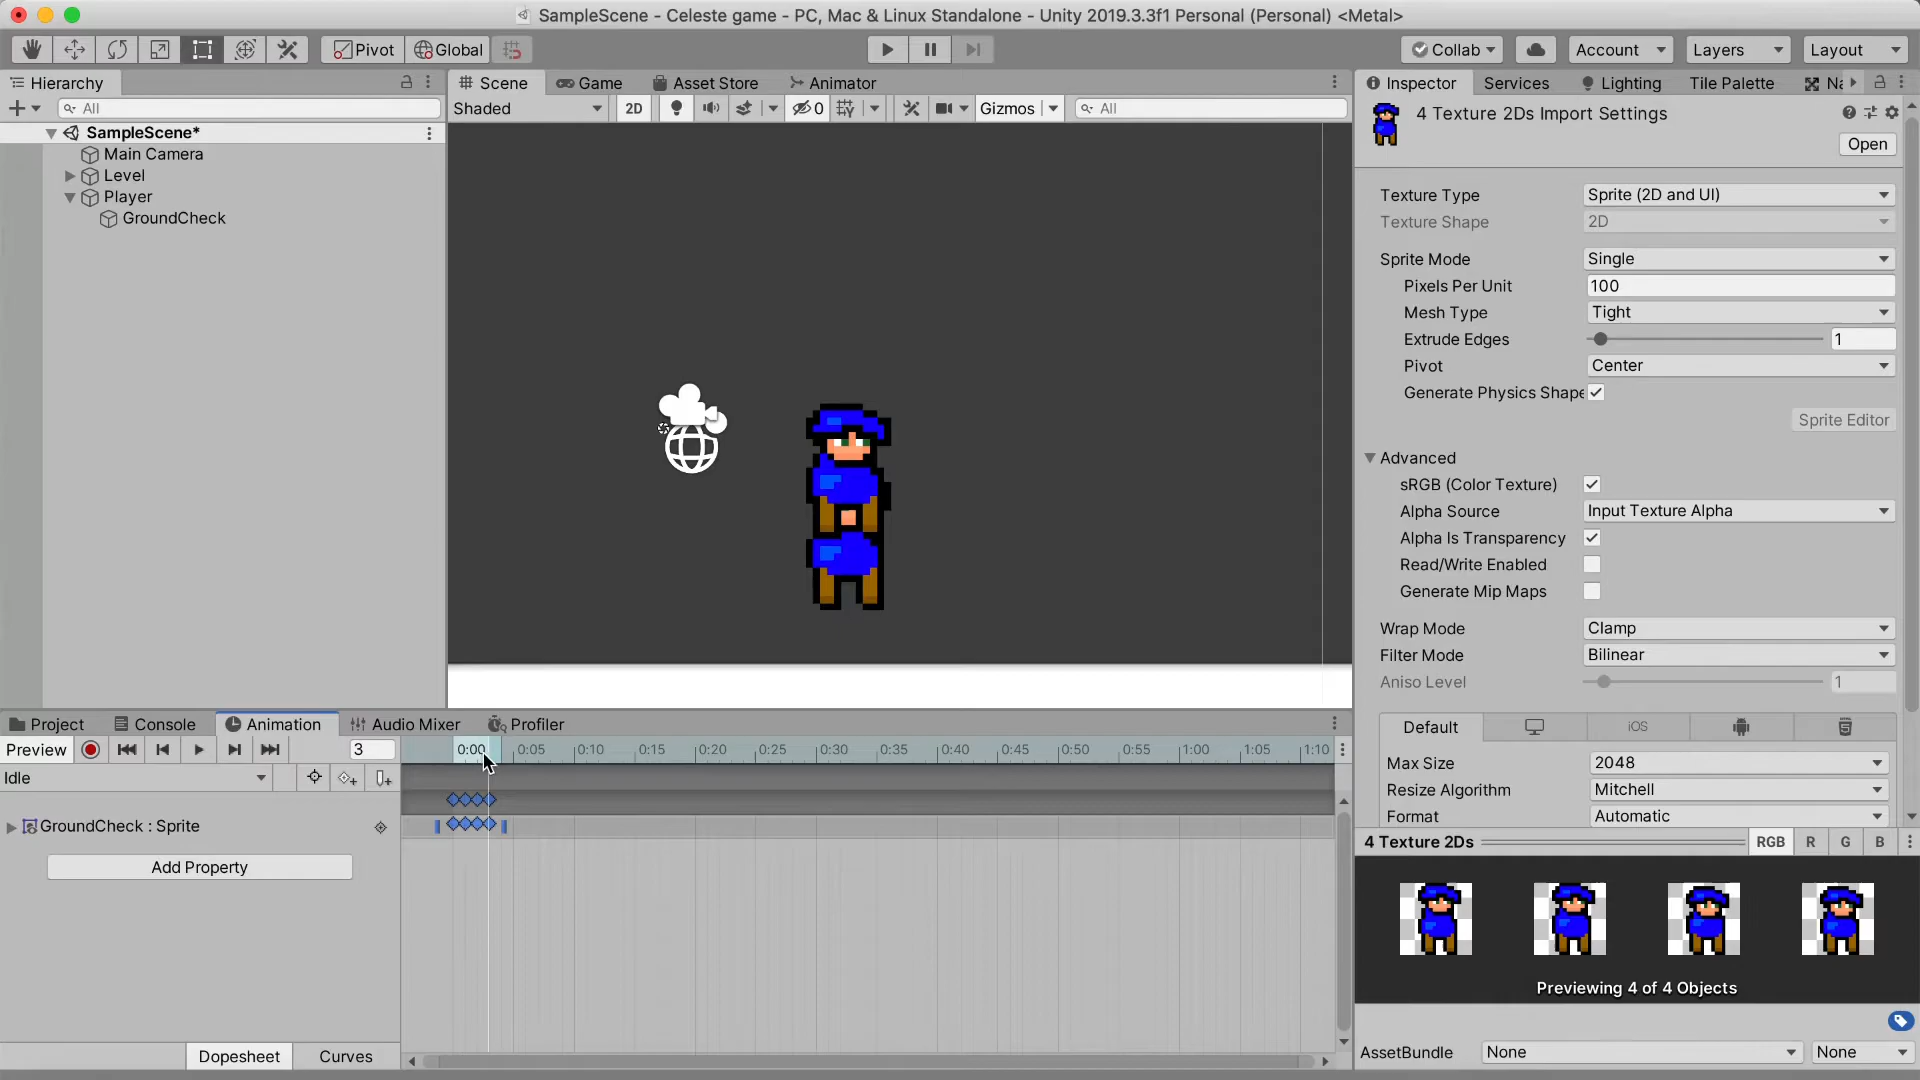 SampleScene - Celeste game - PC, Mac & Linux Standalone - Unity 2019.3.3f1 Personal (Personal) <Metal>
Pivot Global Collab Account Layers Layout
Hierarchy
All
SampleScene*
Main Camera
Level
Player
GroundCheck
Scene Game Asset Store Animator
Shaded 2D 0 Gizmos All
Inspector Services Lighting Tile Palette Na
4 Texture 2Ds Import Settings
Open
Texture Type Sprite (2D and UI)
Texture Shape 2D
Sprite Mode Single
Pixels Per Unit 100
Mesh Type Tight
Extrude Edges 1
Pivot Center
Generate Physics Shape
Sprite Editor
Advanced
sRGB (Color Texture)
Alpha Source Input Texture Alpha
Alpha Is Transparency
Read/Write Enabled
Generate Mip Maps
Wrap Mode Clamp
Filter Mode Bilinear
Aniso Level 1
Default iOS
Max Size 2048
Resize Algorithm Mitchell
Format Automatic
4 Texture 2Ds RGB R G B
Previewing 4 of 4 Objects
AssetBundle None None
Project Console Animation Audio Mixer Profiler
Preview 3 0:00 0:05 0:10 0:15 0:20 0:25 0:30 0:35 0:40 0:45 0:50 0:55 1:00 1:05 1:10
Idle
GroundCheck : Sprite
Add Property
Dopesheet Curves